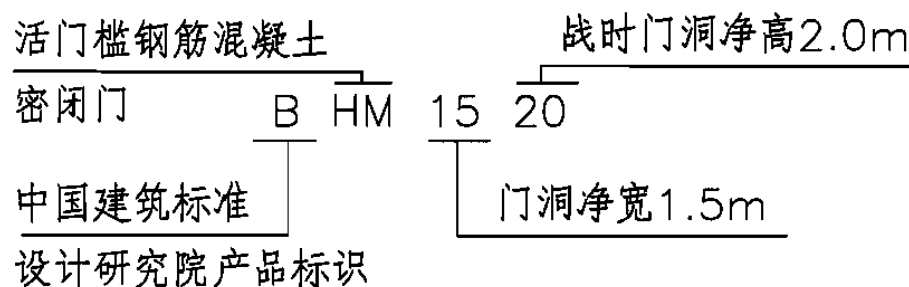 活门槛钢筋混凝土
战时门洞净高2.0m
密闭门
B HM 15 20
中国建筑标准
门洞净宽1.5m
设计研究院产品标识